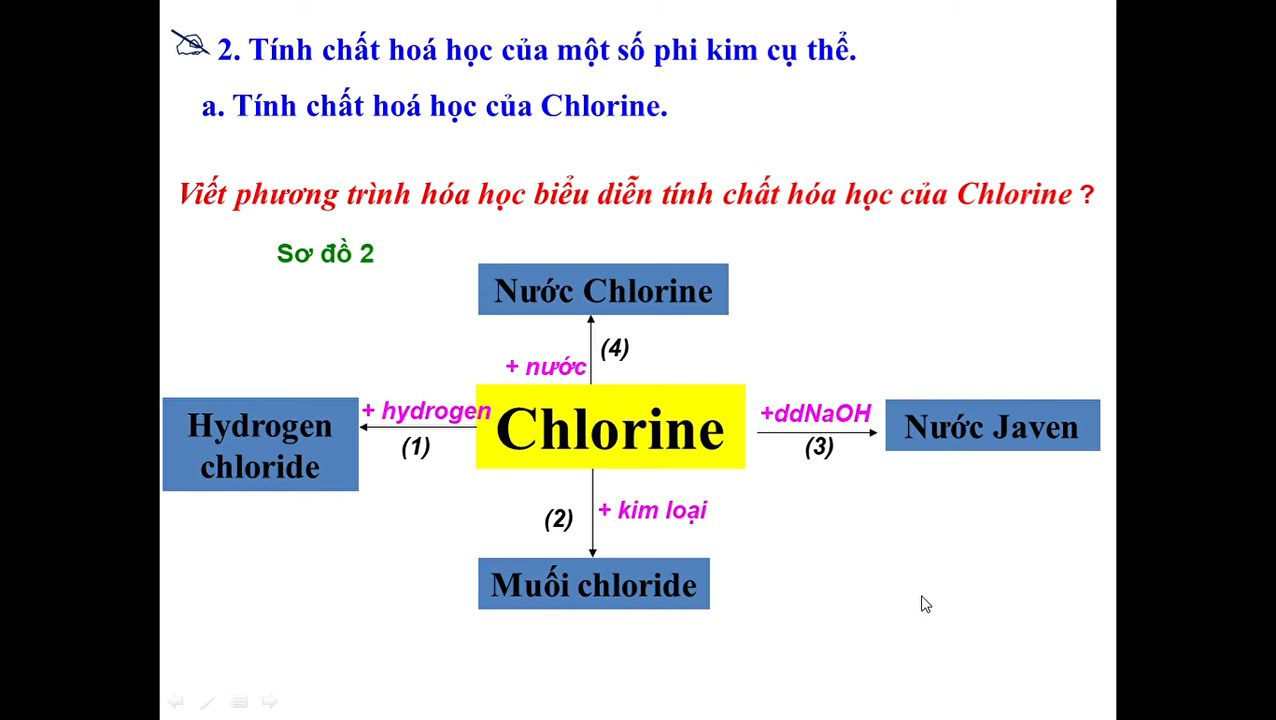 2. Tính chất hoá học của một số phi kim cụ thể.
a. Tính chất hoá học của Chlorine.
Viết phương trình hóa học biểu diễn tính chất hóa học của Chlorine ?
Sơ đồ 2
Nước Chlorine
(4)
+ nước
Hydrogen
chloride
+ hydrogen
(1)
Chlorine
+ddNaOH
(3)
Nước Javen
(2)
+ kim loại
Muối chloride